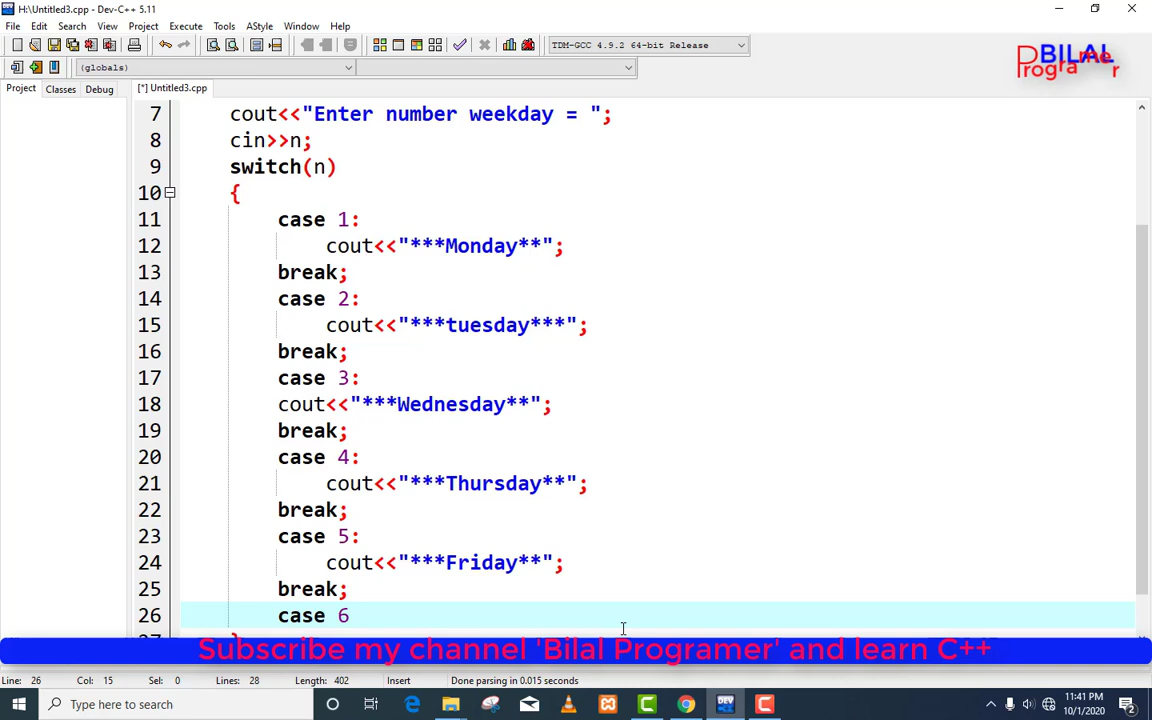 H:\Untitled3.cpp - Dev-C++ 5.11
File Edit Search View Project Execute Tools AStyle Window Help
TDM-GCC 4.9.2 64-bit Release
(globals)
BILAL
Programer
Project Classes Debug
[*] Untitled3.cpp
7 cout<<"Enter number weekday = ";
8 cin>>n;
9 switch(n)
10 {
11 case 1:
12 cout<<"***Monday**";
13 break;
14 case 2:
15 cout<<"***tuesday***";
16 break;
17 case 3:
18 cout<<"***Wednesday**";
19 break;
20 case 4:
21 cout<<"***Thursday**";
22 break;
23 case 5:
24 cout<<"***Friday**";
25 break;
26 case 6
Subscribe my channel 'Bilal Programer' and learn C++
Line: 26 Col: 15 Sel: 0 Lines: 28 Length: 402 Insert Done parsing in 0.015 seconds
Type here to search
DEV
11:41 PM
10/1/2020
2